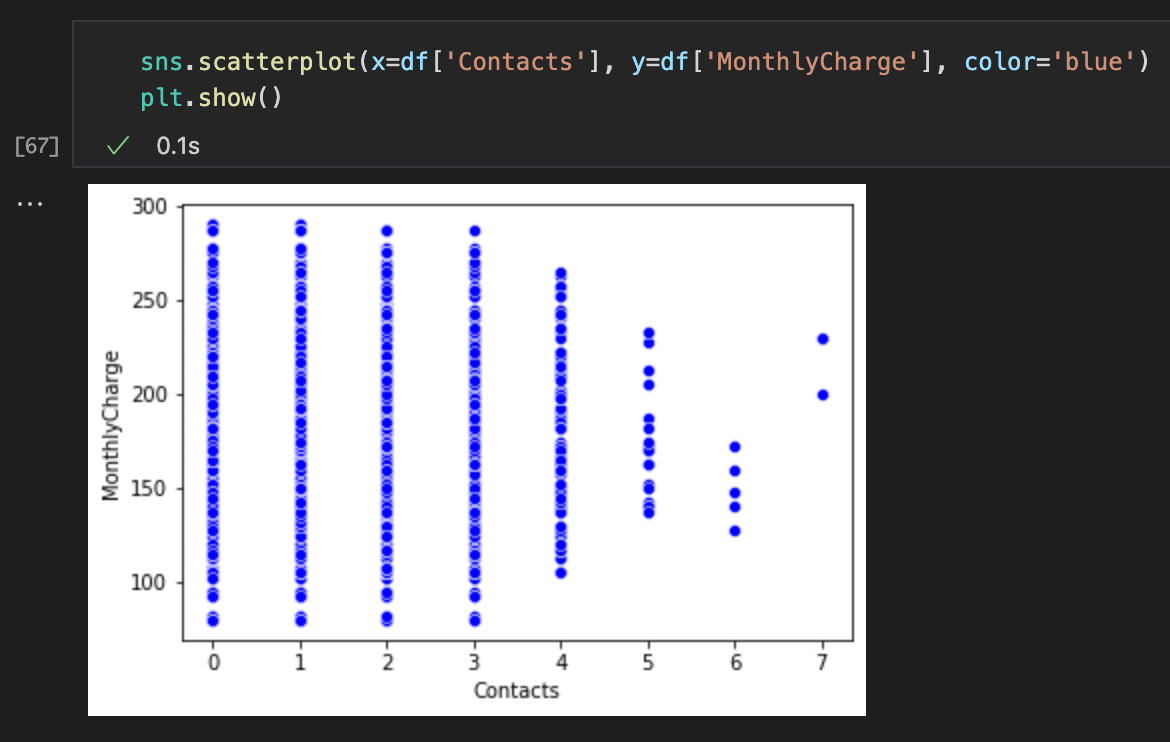 sns.scatterplot(x=df['Contacts'], y=df['MonthlyCharge'], color='blue')
plt.show()
[67]
✓ 0.1s
...
300
250
200
150
100
MonthlyCharge
0 1 2 3 4 5 6 7
Contacts